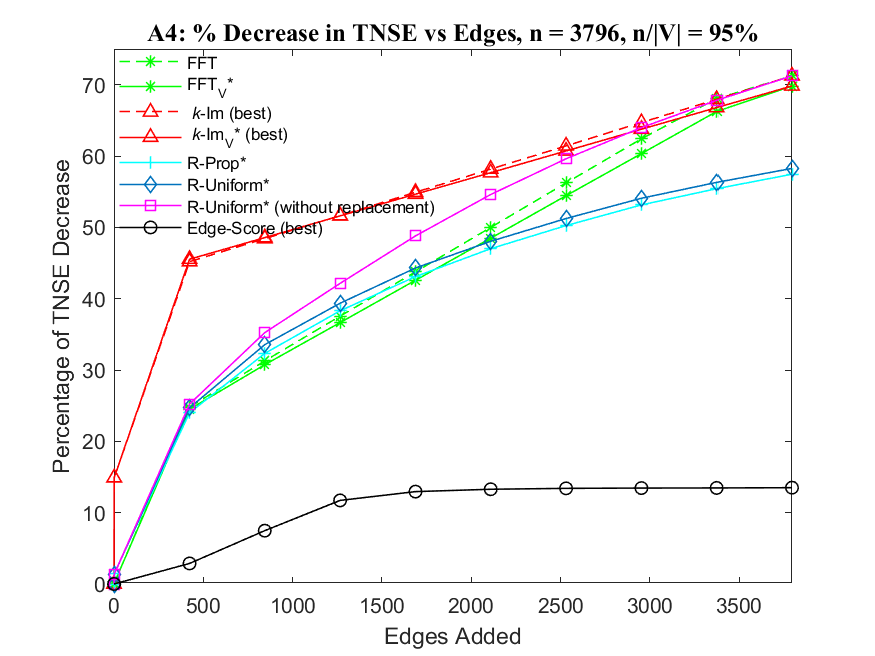 A4: % Decrease in TNSE vs Edges, n = 3796, n/|V| = 95%
FFT
FFT_V*
k-Im (best)
k-Im_V* (best)
R-Prop*
R-Uniform*
R-Uniform* (without replacement)
Edge-Score (best)
Percentage of TNSE Decrease
70
60
50
40
30
20
10
0
0 500 1000 1500 2000 2500 3000 3500
Edges Added